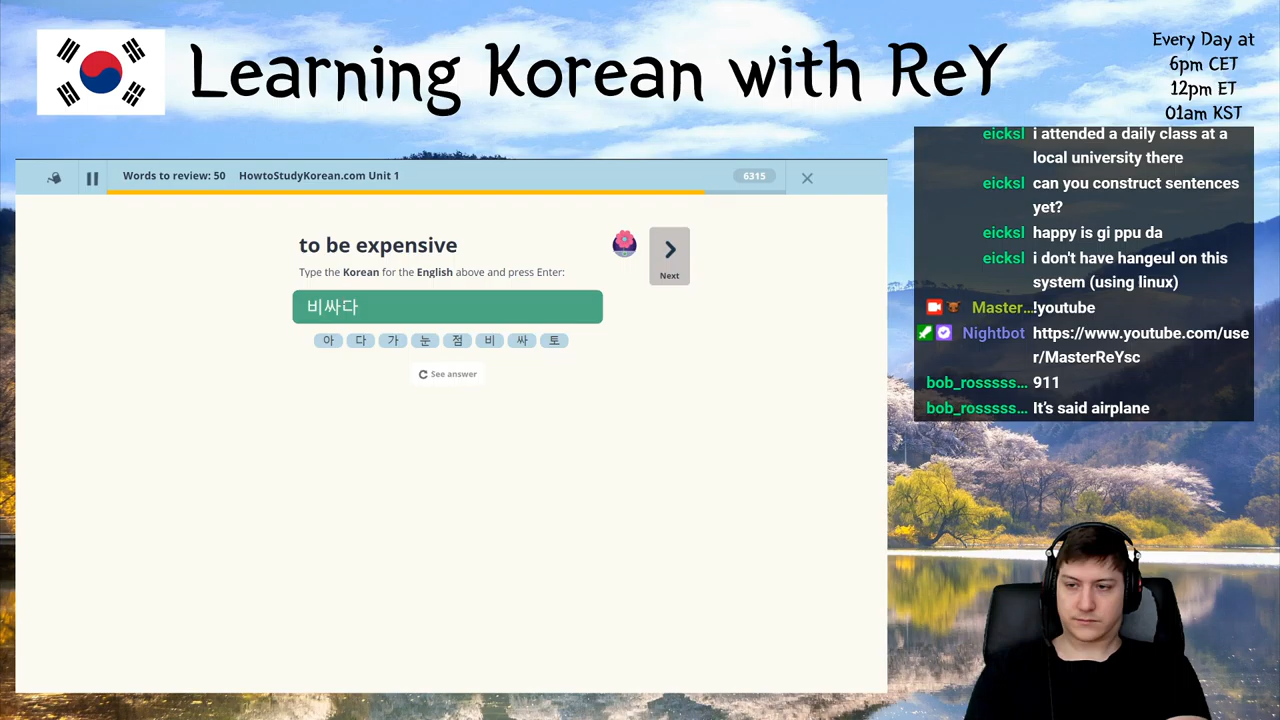 Learning Korean with ReY
Every Day at
6pm CET
12pm ET
01am KST
Words to review: 50 HowtoStudyKorean.com Unit 1
6315
to be expensive
Type the Korean for the English above and press Enter:
Next
비싸다
아 다 가 눈 점 비 싸 토
See answer
eicksl i attended a daily class at a
local university there
eicksl can you construct sentences
yet?
eicksl happy is gi ppu da
eicksl i don't have hangeul on this
system (using linux)
Master... !youtube
Nightbot https://www.youtube.com/use
r/MasterReYsc
bob_rosssss... 911
bob_rosssss... It's said airplane